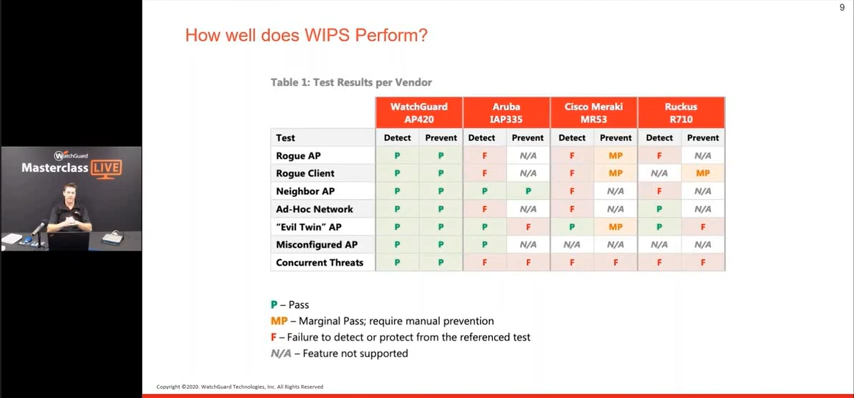 9
How well does WIPS Perform?
Table 1: Test Results per Vendor
WatchGuard AP420 Aruba IAP335 Cisco Meraki MR53 Ruckus R710
Test Detect Prevent Detect Prevent Detect Prevent Detect Prevent
Rogue AP P P F N/A F MP F N/A
Rogue Client P P F N/A F MP N/A MP
Neighbor AP P P P P F N/A F N/A
Ad-Hoc Network P P F N/A F N/A P N/A
“Evil Twin” AP P P P F P MP P F
Misconfigured AP P P P N/A N/A N/A N/A N/A
Concurrent Threats P P F F F F F F
WatchGuard
Masterclass LIVE
P – Pass
MP – Marginal Pass; require manual prevention
F – Failure to detect or protect from the referenced test
N/A – Feature not supported
Copyright ©2020. WatchGuard Technologies, Inc. All Rights Reserved